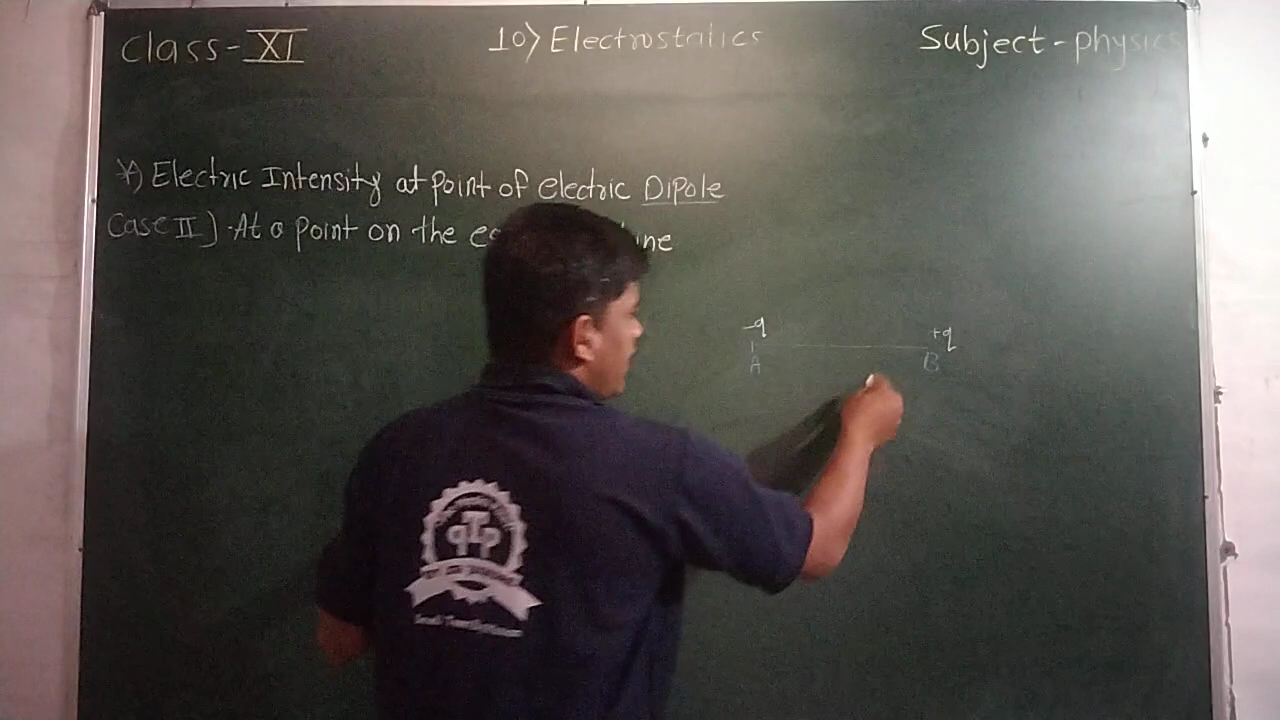 Class-XI
10) Electrostatics
Subject-physics
*) Electric Intensity at point of electric Dipole
Case II) At a point on the
-q
+q
A
B
qTp